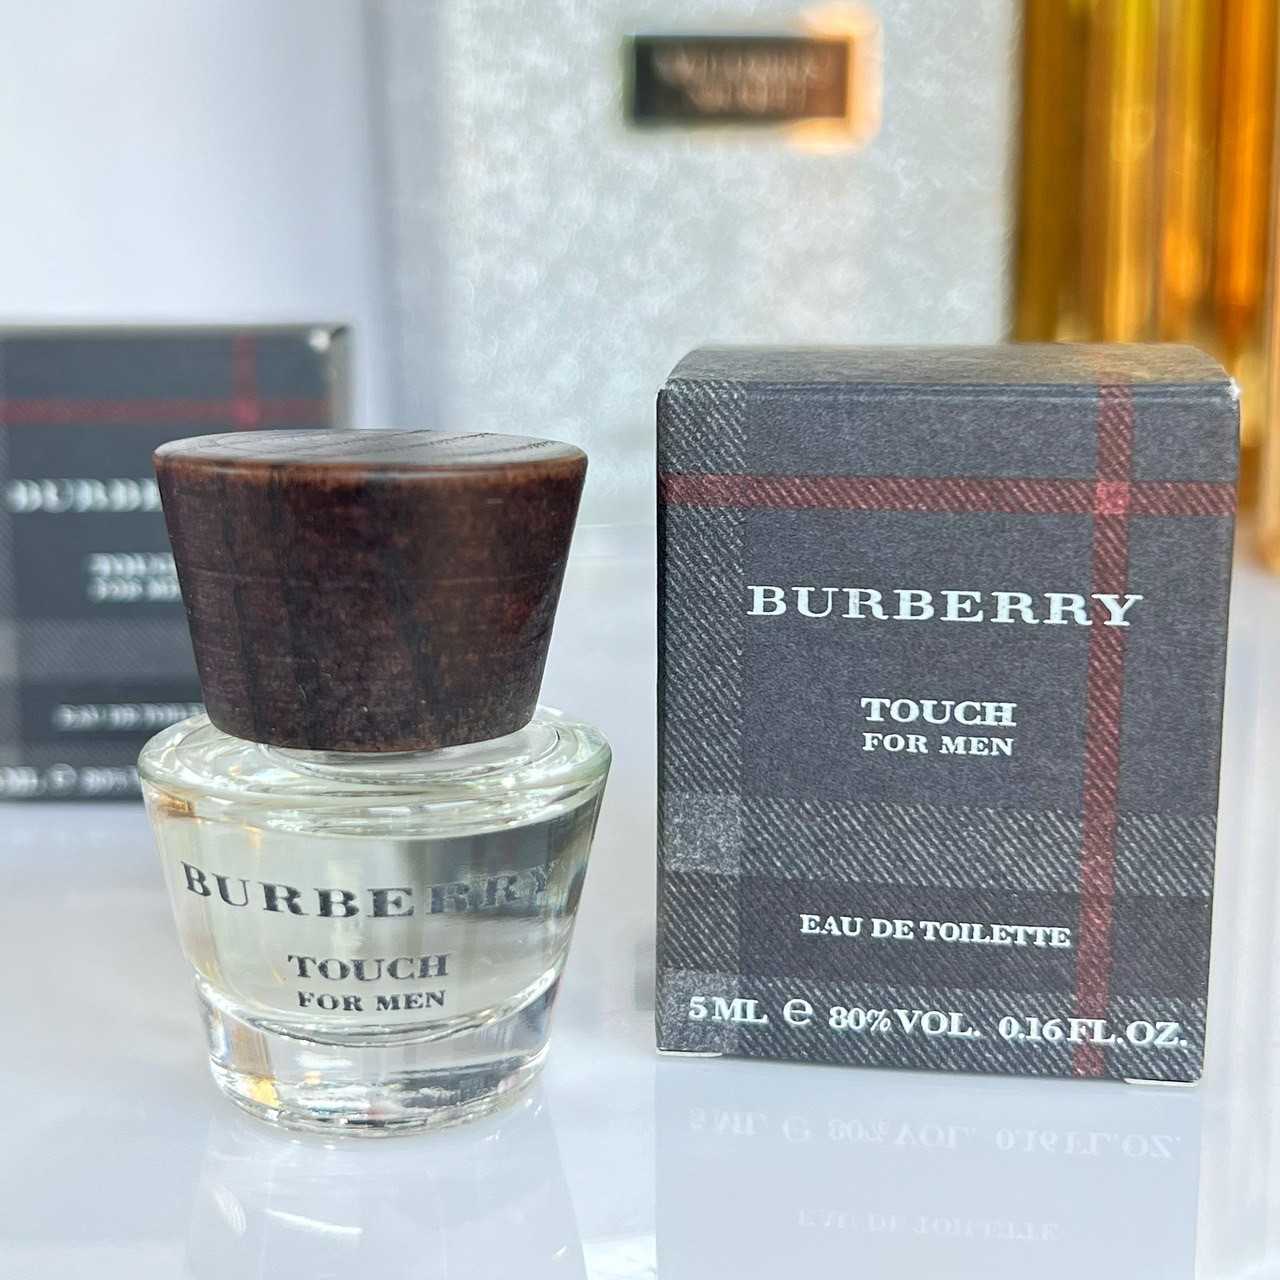 BURBERRY
TOUCH
FOR MEN
BURBERRY
TOUCH
FOR MEN
EAU DE TOILETTE
5 ML e 80% VOL. 0.16 FL.OZ.